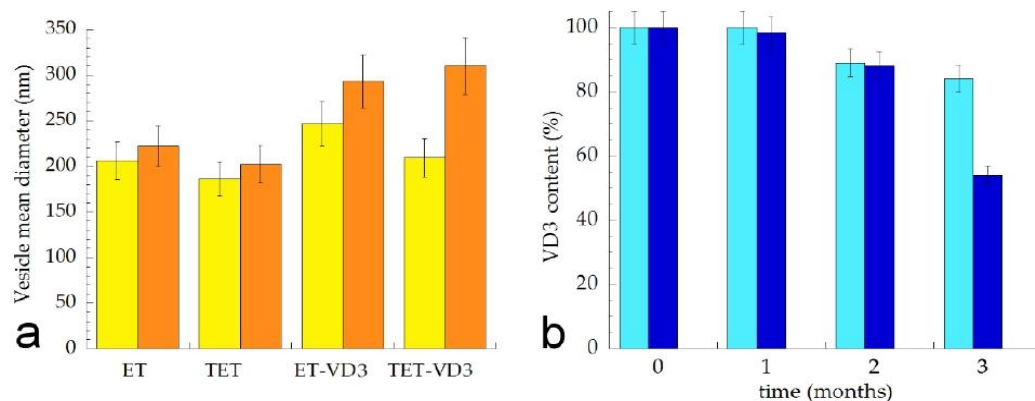 a
Vesicle mean diameter (nm)
350
300
250
200
150
100
50
0
ET TET ET-VD3 TET-VD3
b
VD3 content (%)
100
80
60
40
20
0
0 1 2 3
time (months)